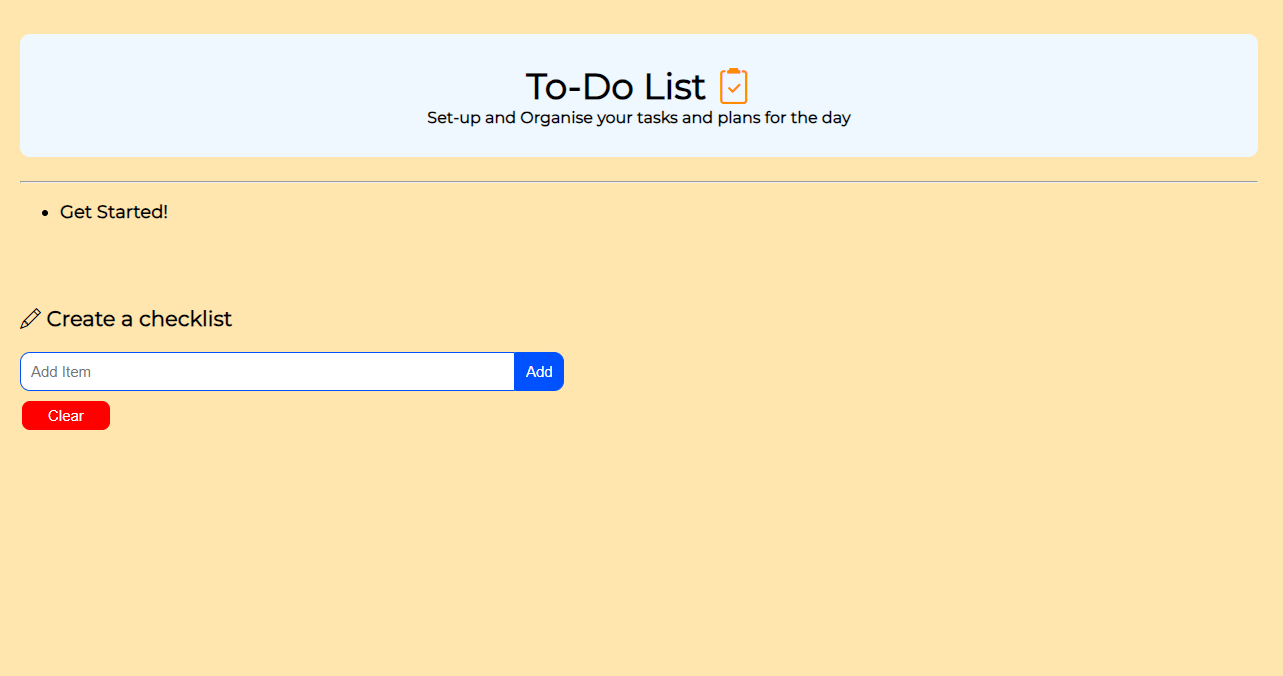 To-Do List
Set-up and Organise your tasks and plans for the day
Get Started!
Create a checklist
Add Item
Add
Clear